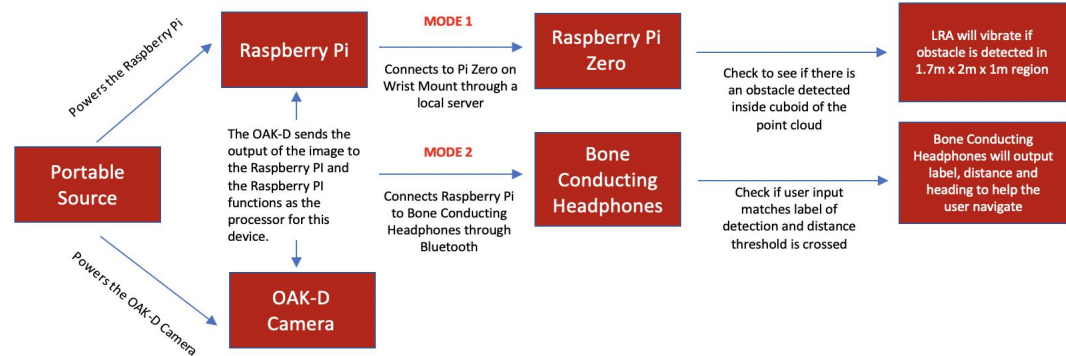 Powers the Raspberry Pi
Portable
Source
Powers the OAK-D Camera
Raspberry Pi
The OAK-D sends the
output of the image to
the Raspberry PI and
the Raspberry PI
functions as the
processor for this
device.
OAK-D
Camera
MODE 1
Connects to Pi Zero on
Wrist Mount through a
local server
Raspberry Pi
Zero
Check to see if there is
an obstacle detected
inside cuboid of the
point cloud
LRA will vibrate if
obstacle is detected in
1.7m x 2m x 1m region
MODE 2
Connects Raspberry Pi
to Bone Conducting
Headphones through
Bluetooth
Bone
Conducting
Headphones
Check if user input
matches label of
detection and distance
threshold is crossed
Bone Conducting
Headphones will output
label, distance and
heading to help the
user navigate